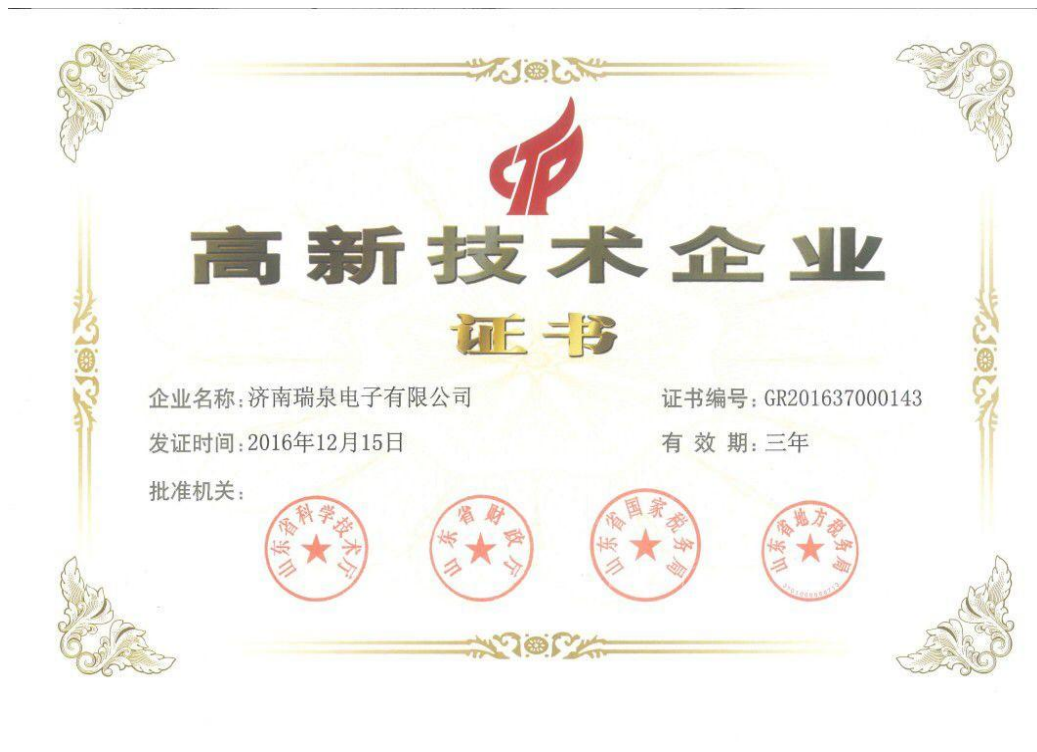 高新技术企业
证书
企业名称:济南瑞泉电子有限公司
证书编号:GR201637000143
发证时间:2016年12月15日
有 效 期:三年
批准机关:
山东省科学技术厅
山东省财政厅
山东省国家税务局
山东省地方税务局